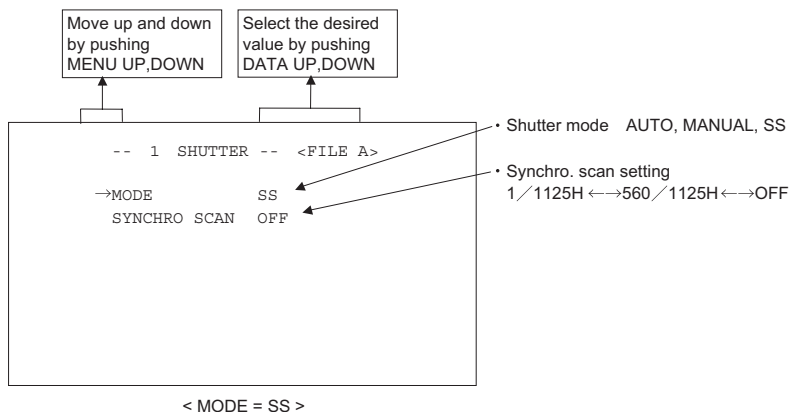 Move up and down
by pushing
MENU UP,DOWN
Select the desired
value by pushing
DATA UP,DOWN
-- 1 SHUTTER -- <FILE A>
→MODE SS
SYNCHRO SCAN OFF
・Shutter mode AUTO, MANUAL, SS
・Synchro. scan setting
1／1125H ←→560／1125H ←→OFF
< MODE = SS >